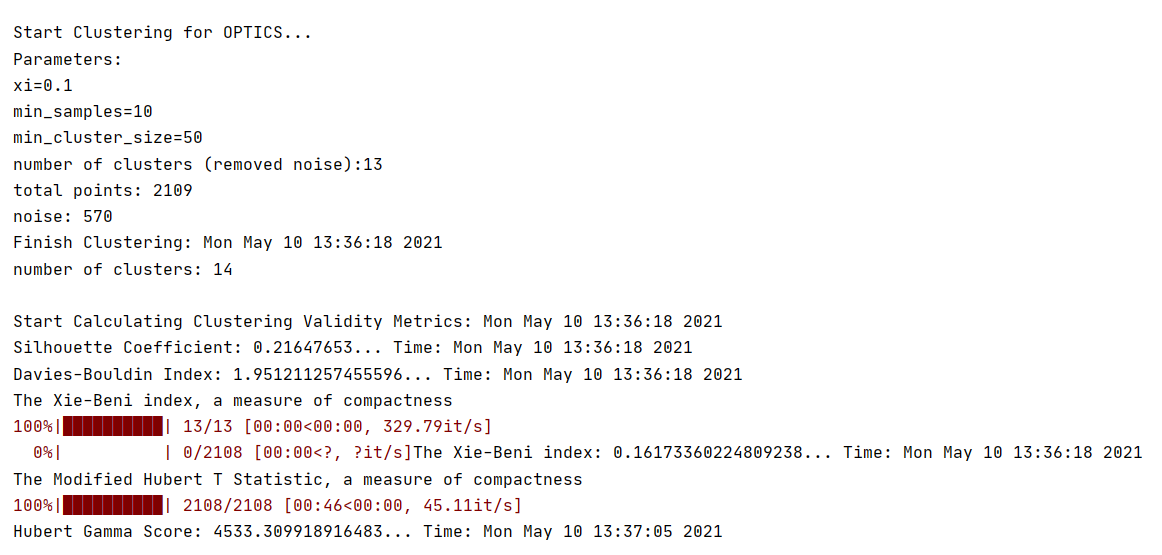 Start Clustering for OPTICS...
Parameters:
xi=0.1
min_samples=10
min_cluster_size=50
number of clusters (removed noise):13
total points: 2109
noise: 570
Finish Clustering: Mon May 10 13:36:18 2021
number of clusters: 14
Start Calculating Clustering Validity Metrics: Mon May 10 13:36:18 2021
Silhouette Coefficient: 0.21647653... Time: Mon May 10 13:36:18 2021
Davies-Bouldin Index: 1.951211257455596... Time: Mon May 10 13:36:18 2021
The Xie-Beni index, a measure of compactness
100%|██████████| 13/13 [00:00<00:00, 329.79it/s]
  0%|          | 0/2108 [00:00<?, ?it/s]The Xie-Beni index: 0.16173360224809238... Time: Mon May 10 13:36:18 2021
The Modified Hubert T Statistic, a measure of compactness
100%|██████████| 2108/2108 [00:46<00:00, 45.11it/s]
Hubert Gamma Score: 4533.309918916483... Time: Mon May 10 13:37:05 2021